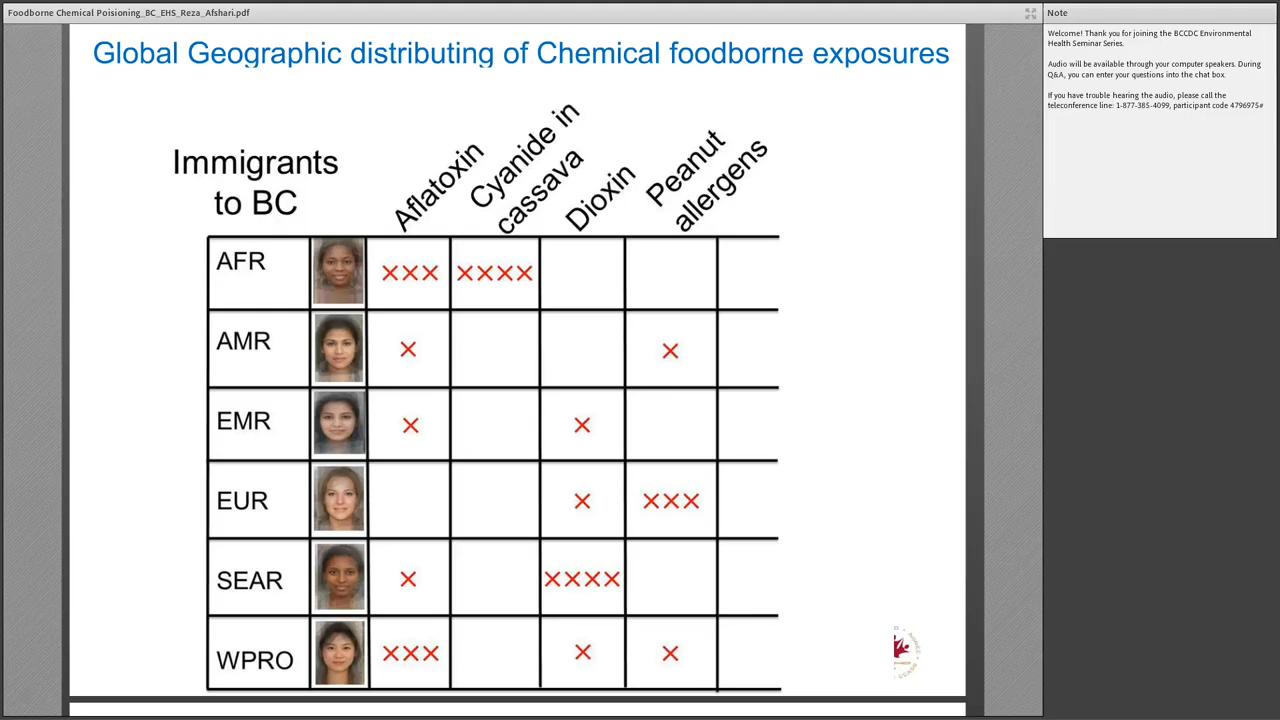 Foodborne Chemical Poisioning_BC_EHS_Reza_Afshari.pdf
Note
Welcome! Thank you for joining the BCCDC Environmental
Health Seminar Series.
Audio will be available through your computer speakers. During
Q&A, you can enter your questions into the chat box.
If you have trouble hearing the audio, please call the
teleconference line: 1-877-385-4099, participant code 4796975#
Global Geographic distributing of Chemical foodborne exposures
Immigrants
to BC
Aflatoxin
Cyanide in
cassava
Dioxin
Peanut
allergens
AFR ××× ××××
AMR × ×
EMR × ×
EUR × ×××
SEAR × ××××
WPRO ××× × ×